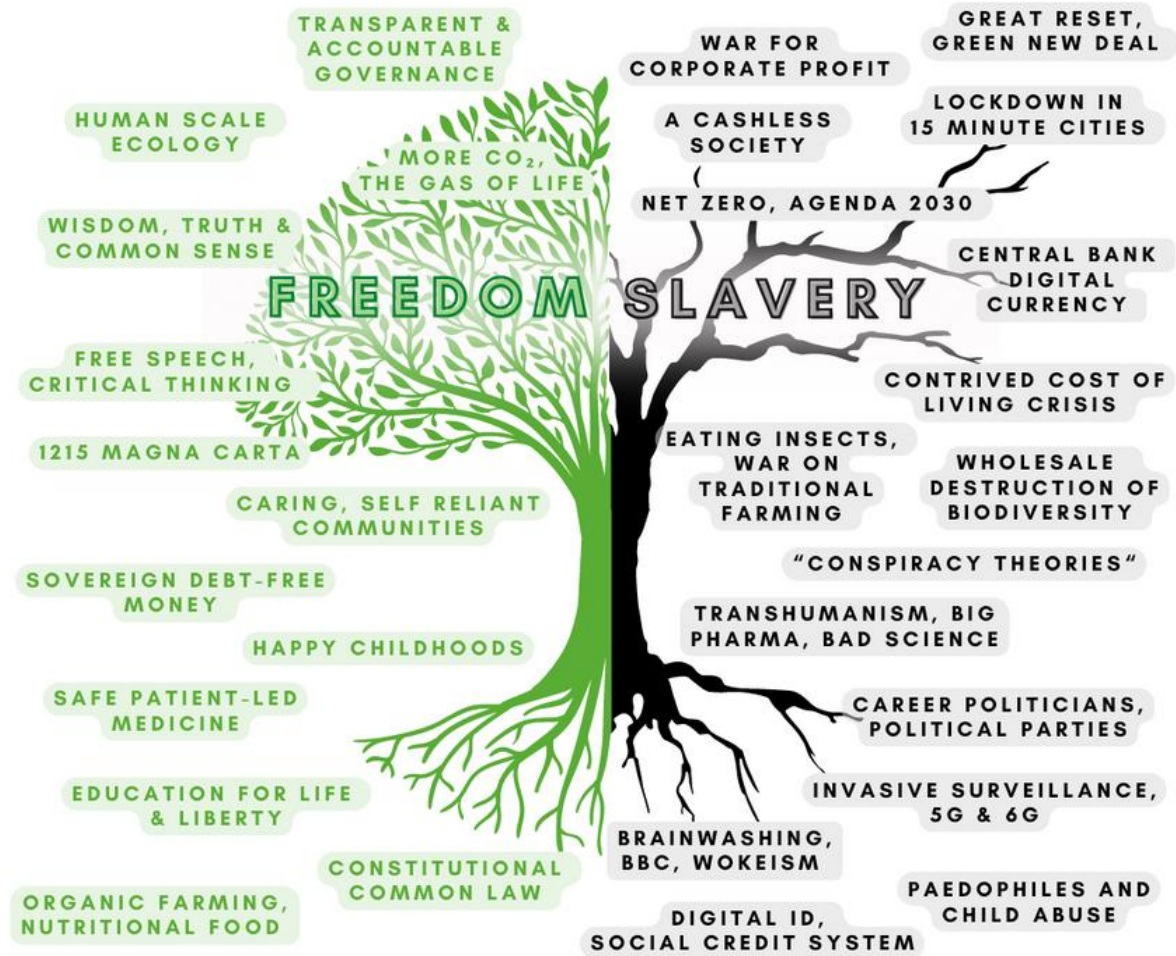 TRANSPARENT &
ACCOUNTABLE
GOVERNANCE
HUMAN SCALE
ECOLOGY
MORE CO₂,
THE GAS OF LIFE
WISDOM, TRUTH &
COMMON SENSE
FREEDOM
FREE SPEECH,
CRITICAL THINKING
1215 MAGNA CARTA
CARING, SELF RELIANT
COMMUNITIES
SOVEREIGN DEBT-FREE
MONEY
HAPPY CHILDHOODS
SAFE PATIENT-LED
MEDICINE
EDUCATION FOR LIFE
& LIBERTY
CONSTITUTIONAL
COMMON LAW
ORGANIC FARMING,
NUTRITIONAL FOOD
GREAT RESET,
GREEN NEW DEAL
WAR FOR
CORPORATE PROFIT
LOCKDOWN IN
15 MINUTE CITIES
A CASHLESS
SOCIETY
NET ZERO, AGENDA 2030
CENTRAL BANK
DIGITAL
CURRENCY
SLAVERY
CONTRIVED COST OF
LIVING CRISIS
EATING INSECTS,
WAR ON
TRADITIONAL
FARMING
WHOLESALE
DESTRUCTION OF
BIODIVERSITY
“CONSPIRACY THEORIES“
TRANSHUMANISM, BIG
PHARMA, BAD SCIENCE
CAREER POLITICIANS,
POLITICAL PARTIES
INVASIVE SURVEILLANCE,
5G & 6G
BRAINWASHING,
BBC, WOKEISM
PAEDOPHILES AND
CHILD ABUSE
DIGITAL ID,
SOCIAL CREDIT SYSTEM